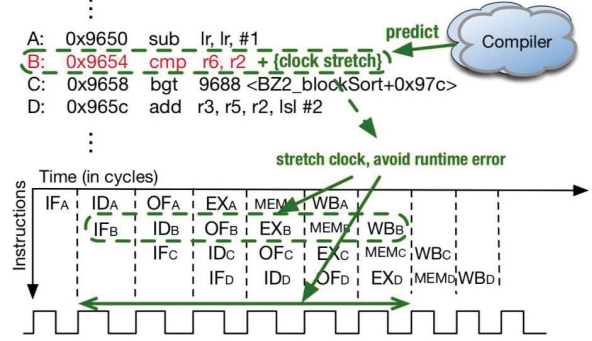 predict
Compiler
A: 0x9650 sub lr, lr, #1
B: 0x9654 cmp r6, r2 + {clock stretch}
C: 0x9658 bgt 9688 <BZ2_blockSort+0x97c>
D: 0x965c add r3, r5, r2, lsl #2
stretch clock, avoid runtime error
Time (in cycles)
Instructions
IFA IDA OFA EXA MEMA WBA
IFB IDB OFB EXB MEMB WBB
IFC IDC OFC EXC MEMC WBC
IFD IDD OFD EXD MEMD WBD